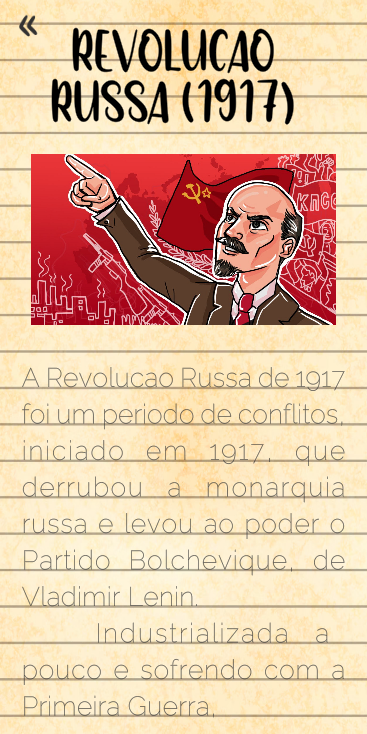 «
REVOLUCAO
RUSSA (1917)
A Revolucao Russa de 1917
foi um periodo de conflitos,
iniciado em 1917, que
derrubou a monarquia
russa e levou ao poder o
Partido Bolchevique, de
Vladimir Lenin.
Industrializada a
pouco e sofrendo com a
Primeira Guerra,